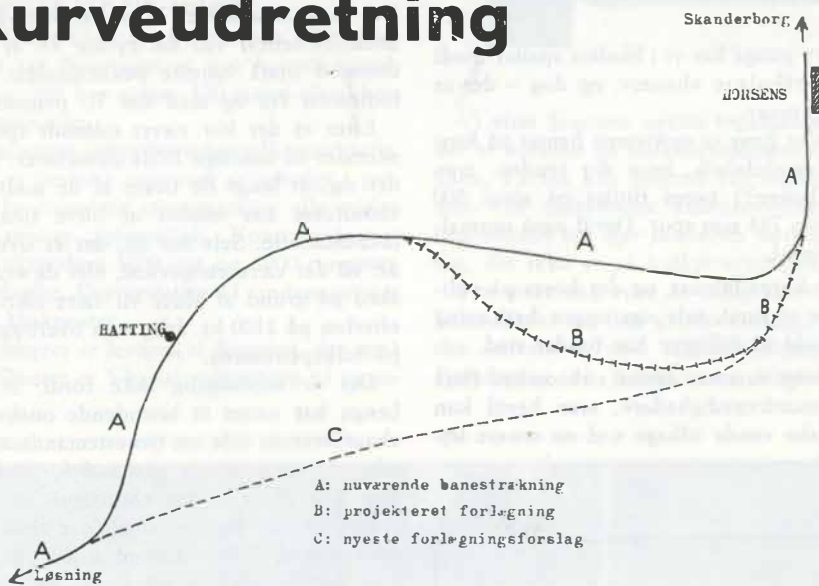 Kurveudretning
Skanderborg
HORSENS
A
A
A
B
B
HATTING
A
C
A: nuværende banestrækning
B: projekteret forlægning
C: nyeste forlægningsforslag
A
Løsning